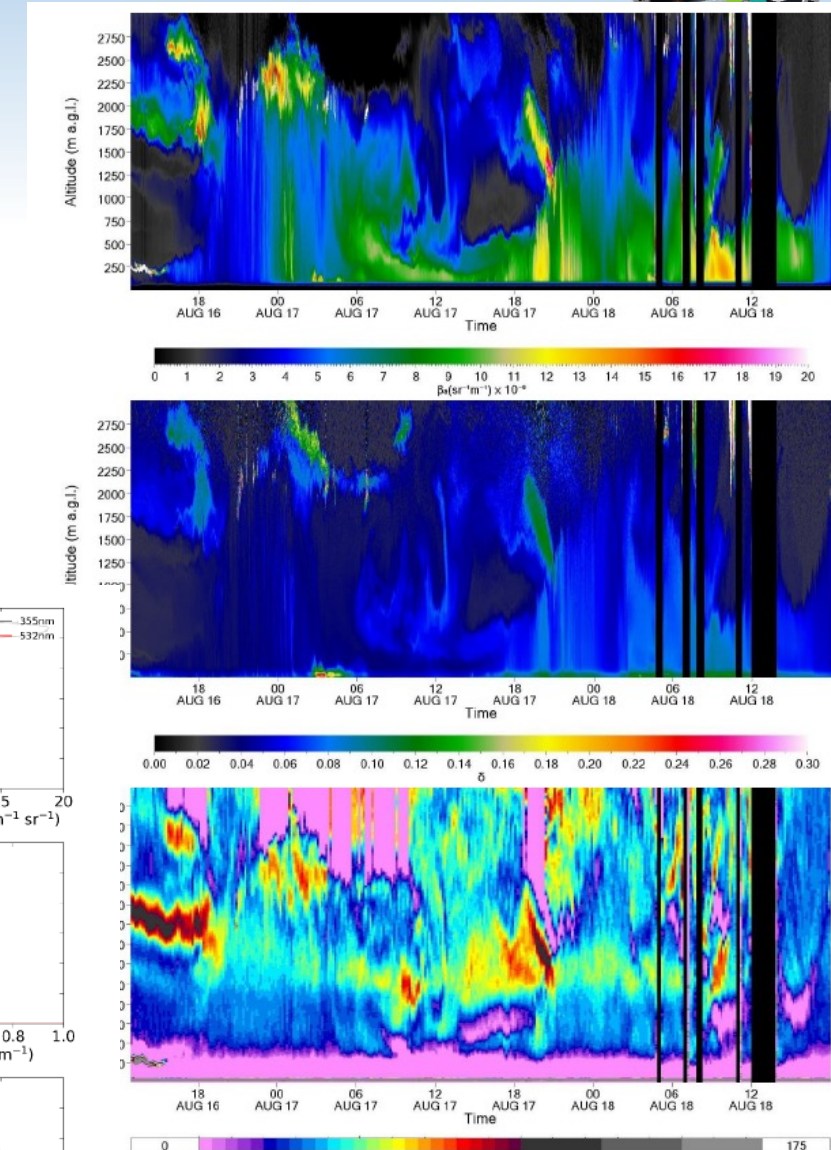 2750
2500
2250
2000
1750
1500
1250
1000
750
500
250
Altitude (m a.g.l.)
18 00 06 12 18 00 06 12
AUG 16 AUG 17 AUG 17 AUG 17 AUG 17 AUG 18 AUG 18 AUG 18
Time
0 1 2 3 4 5 6 7 8 9 10 11 12 13 14 15 16 17 18 19 20
2750
2500
2250
2000
1750
1500
1250
ltitude (m a.g.l.)
355nm
532nm
18 00 06 12 18 00 06 12
AUG 16 AUG 17 AUG 17 AUG 17 AUG 17 AUG 18 AUG 18 AUG 18
Time
0.00 0.02 0.04 0.06 0.08 0.10 0.12 0.14 0.16 0.18 0.20 0.22 0.24 0.26 0.28 0.30
δ
5 20
m⁻¹ sr⁻¹)
0.8 1.0
m⁻¹)
18 00 06 12 18 00 06 12
AUG 16 AUG 17 AUG 17 AUG 17 AUG 17 AUG 18 AUG 18 AUG 18
Time
0 175